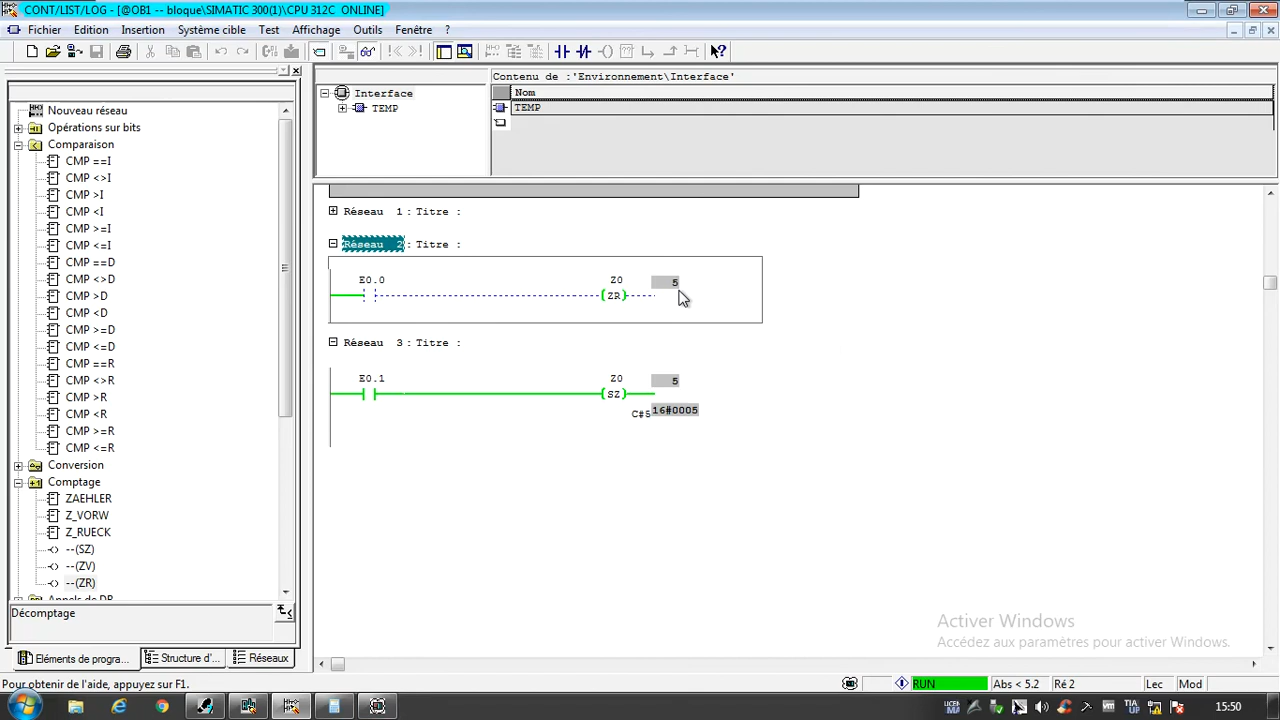 CONT/LIST/LOG - [@OB1 -- bloque\SIMATIC 300(1)\CPU 312C ONLINE]
Fichier Edition Insertion Système cible Test Affichage Outils Fenêtre ?
Contenu de :'Environnement\Interface'
Interface
TEMP
Nom
TEMP
Nouveau réseau
Opérations sur bits
Comparaison
CMP ==I
CMP <>I
CMP >I
CMP <I
CMP >=I
CMP <=I
CMP ==D
CMP <>D
CMP >D
CMP <D
CMP >=D
CMP <=D
CMP ==R
CMP <>R
CMP >R
CMP <R
CMP >=R
CMP <=R
Conversion
Comptage
ZAEHLER
Z_VORW
Z_RUECK
--(SZ)
--(ZV)
--(ZR)
Appels de DB
Décomptage
Eléments de progra...
Structure d'...
Réseaux
Réseau 1 : Titre :
Réseau 2 : Titre :
E0.0 Z0 5
(ZR)
Réseau 3 : Titre :
E0.1 Z0 5
(SZ)
C#5 16#0005
Activer Windows
Accédez aux paramètres pour activer Windows.
Pour obtenir de l'aide, appuyez sur F1.
RUN
Abs < 5.2
Ré 2
Lec
Mod
15:50